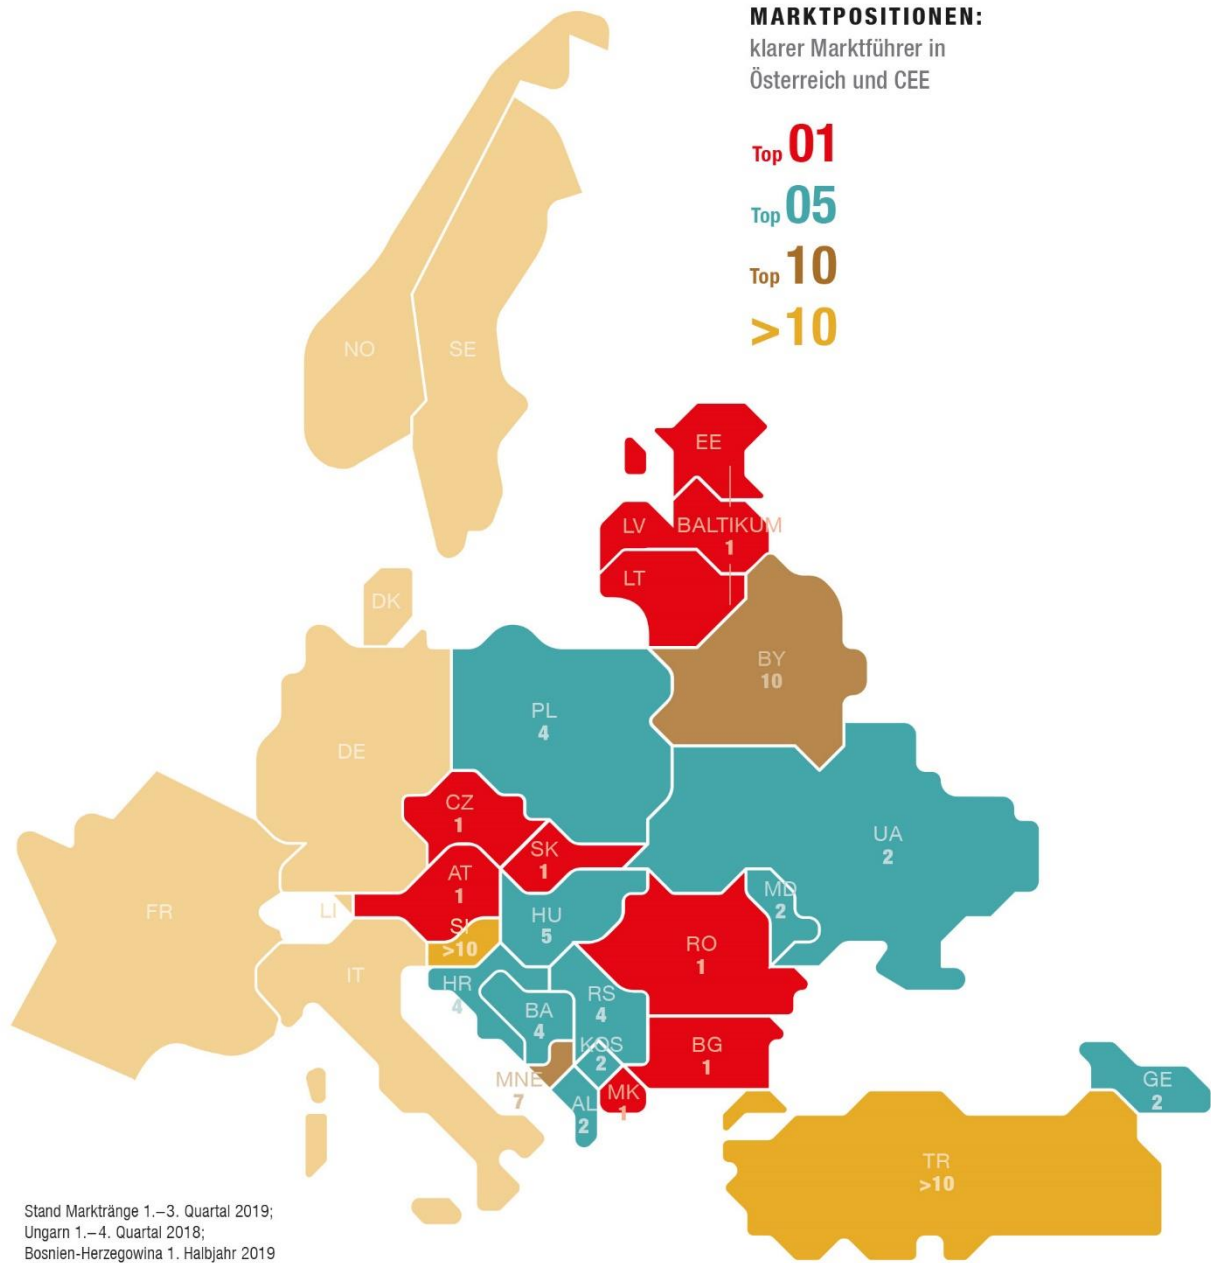 MARKTPOSITIONEN:
klarer Marktführer in
Österreich und CEE
Top 01
Top 05
Top 10
>10
NO
SE
EE
LV
BALTIKUM
1
LT
DK
BY
10
PL
4
DE
CZ
1
UA
2
SK
1
AT
1
MD
2
FR
LI
HU
5
SI
>10
RO
1
IT
HR
4
RS
4
BA
4
KOS
2
BG
1
MNE
7
MK
1
AL
2
GE
2
TR
>10
Stand Marktränge 1.–3. Quartal 2019;
Ungarn 1.–4. Quartal 2018;
Bosnien-Herzegowina 1. Halbjahr 2019